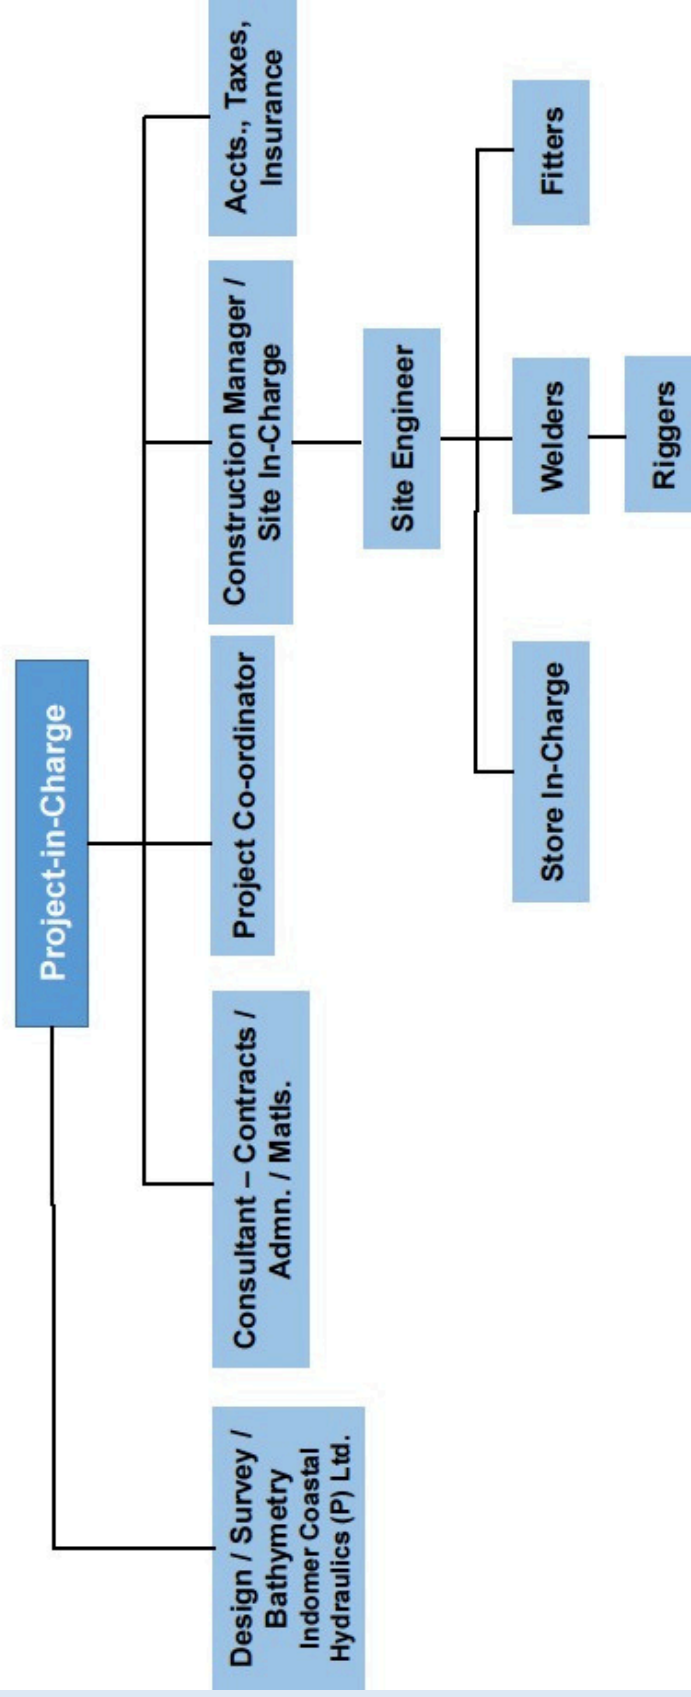 Project-in-Charge
Design / Survey /
Bathymetry
Indomer Coastal
Hydraulics (P) Ltd.
Consultant – Contracts /
Admn. / Matls.
Project Co-ordinator
Construction Manager /
Site In-Charge
Accts., Taxes,
Insurance
Site Engineer
Store In-Charge
Welders
Fitters
Riggers